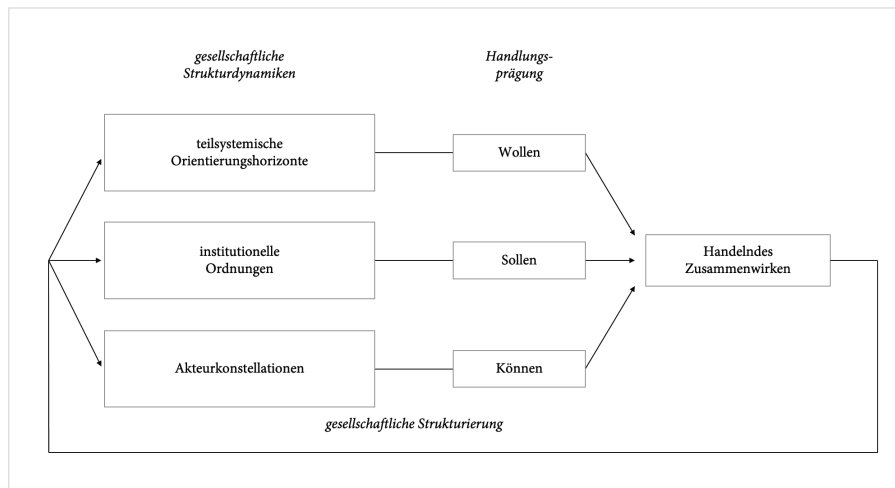 gesellschaftliche
Strukturdynamiken
Handlungs-
prägung
teilsystemische
Orientierungshorizonte
Wollen
institutionelle
Ordnungen
Sollen
Handelndes
Zusammenwirken
Akteurkonstellationen
Können
gesellschaftliche Strukturierung